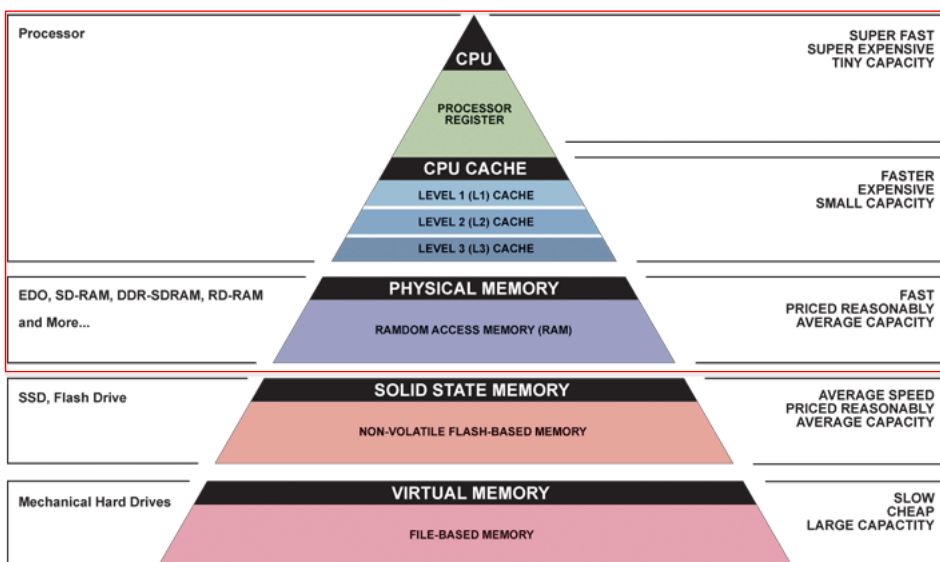 Processor
CPU
SUPER FAST
SUPER EXPENSIVE
TINY CAPACITY
PROCESSOR
REGISTER
CPU CACHE
LEVEL 1 (L1) CACHE
LEVEL 2 (L2) CACHE
LEVEL 3 (L3) CACHE
FASTER
EXPENSIVE
SMALL CAPACITY
EDO, SD-RAM, DDR-SDRAM, RD-RAM
and More...
PHYSICAL MEMORY
RAMDOM ACCESS MEMORY (RAM)
FAST
PRICED REASONABLY
AVERAGE CAPACITY
SSD, Flash Drive
SOLID STATE MEMORY
NON-VOLATILE FLASH-BASED MEMORY
AVERAGE SPEED
PRICED REASONABLY
AVERAGE CAPACITY
Mechanical Hard Drives
VIRTUAL MEMORY
FILE-BASED MEMORY
SLOW
CHEAP
LARGE CAPACTITY